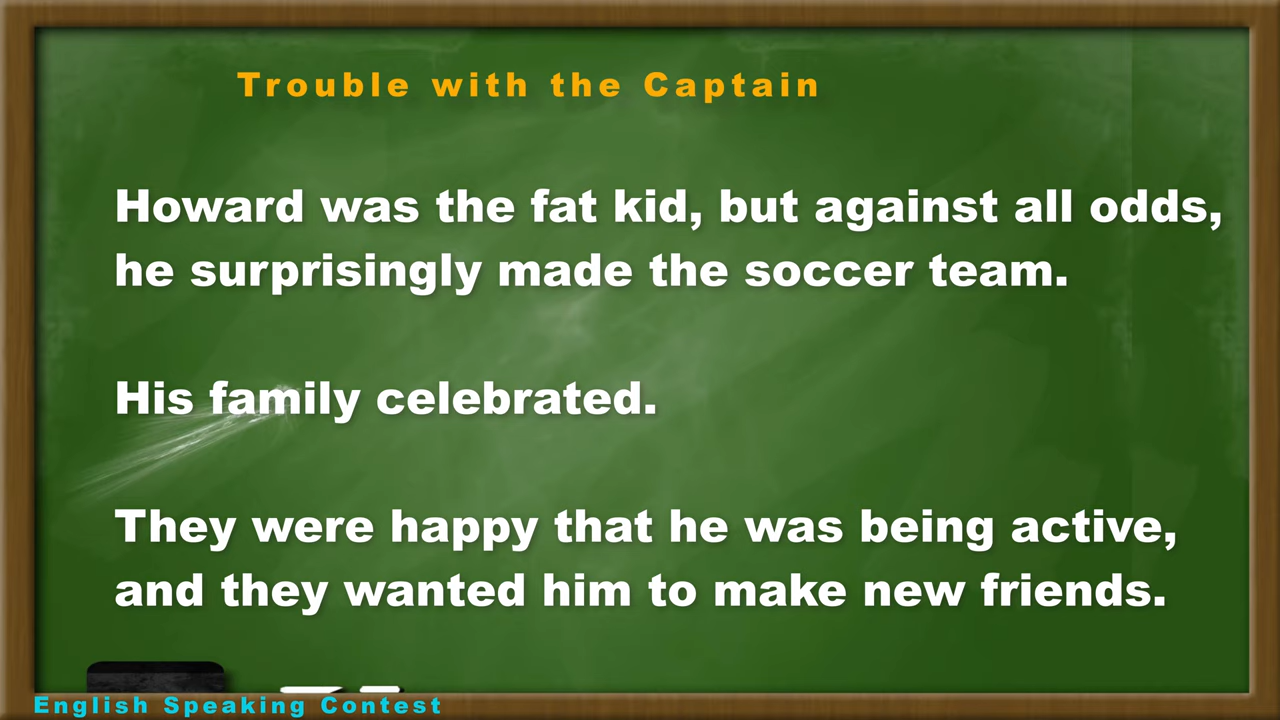 Trouble with the Captain
Howard was the fat kid, but against all odds,
he surprisingly made the soccer team.
His family celebrated.
They were happy that he was being active,
and they wanted him to make new friends.
English Speaking Contest